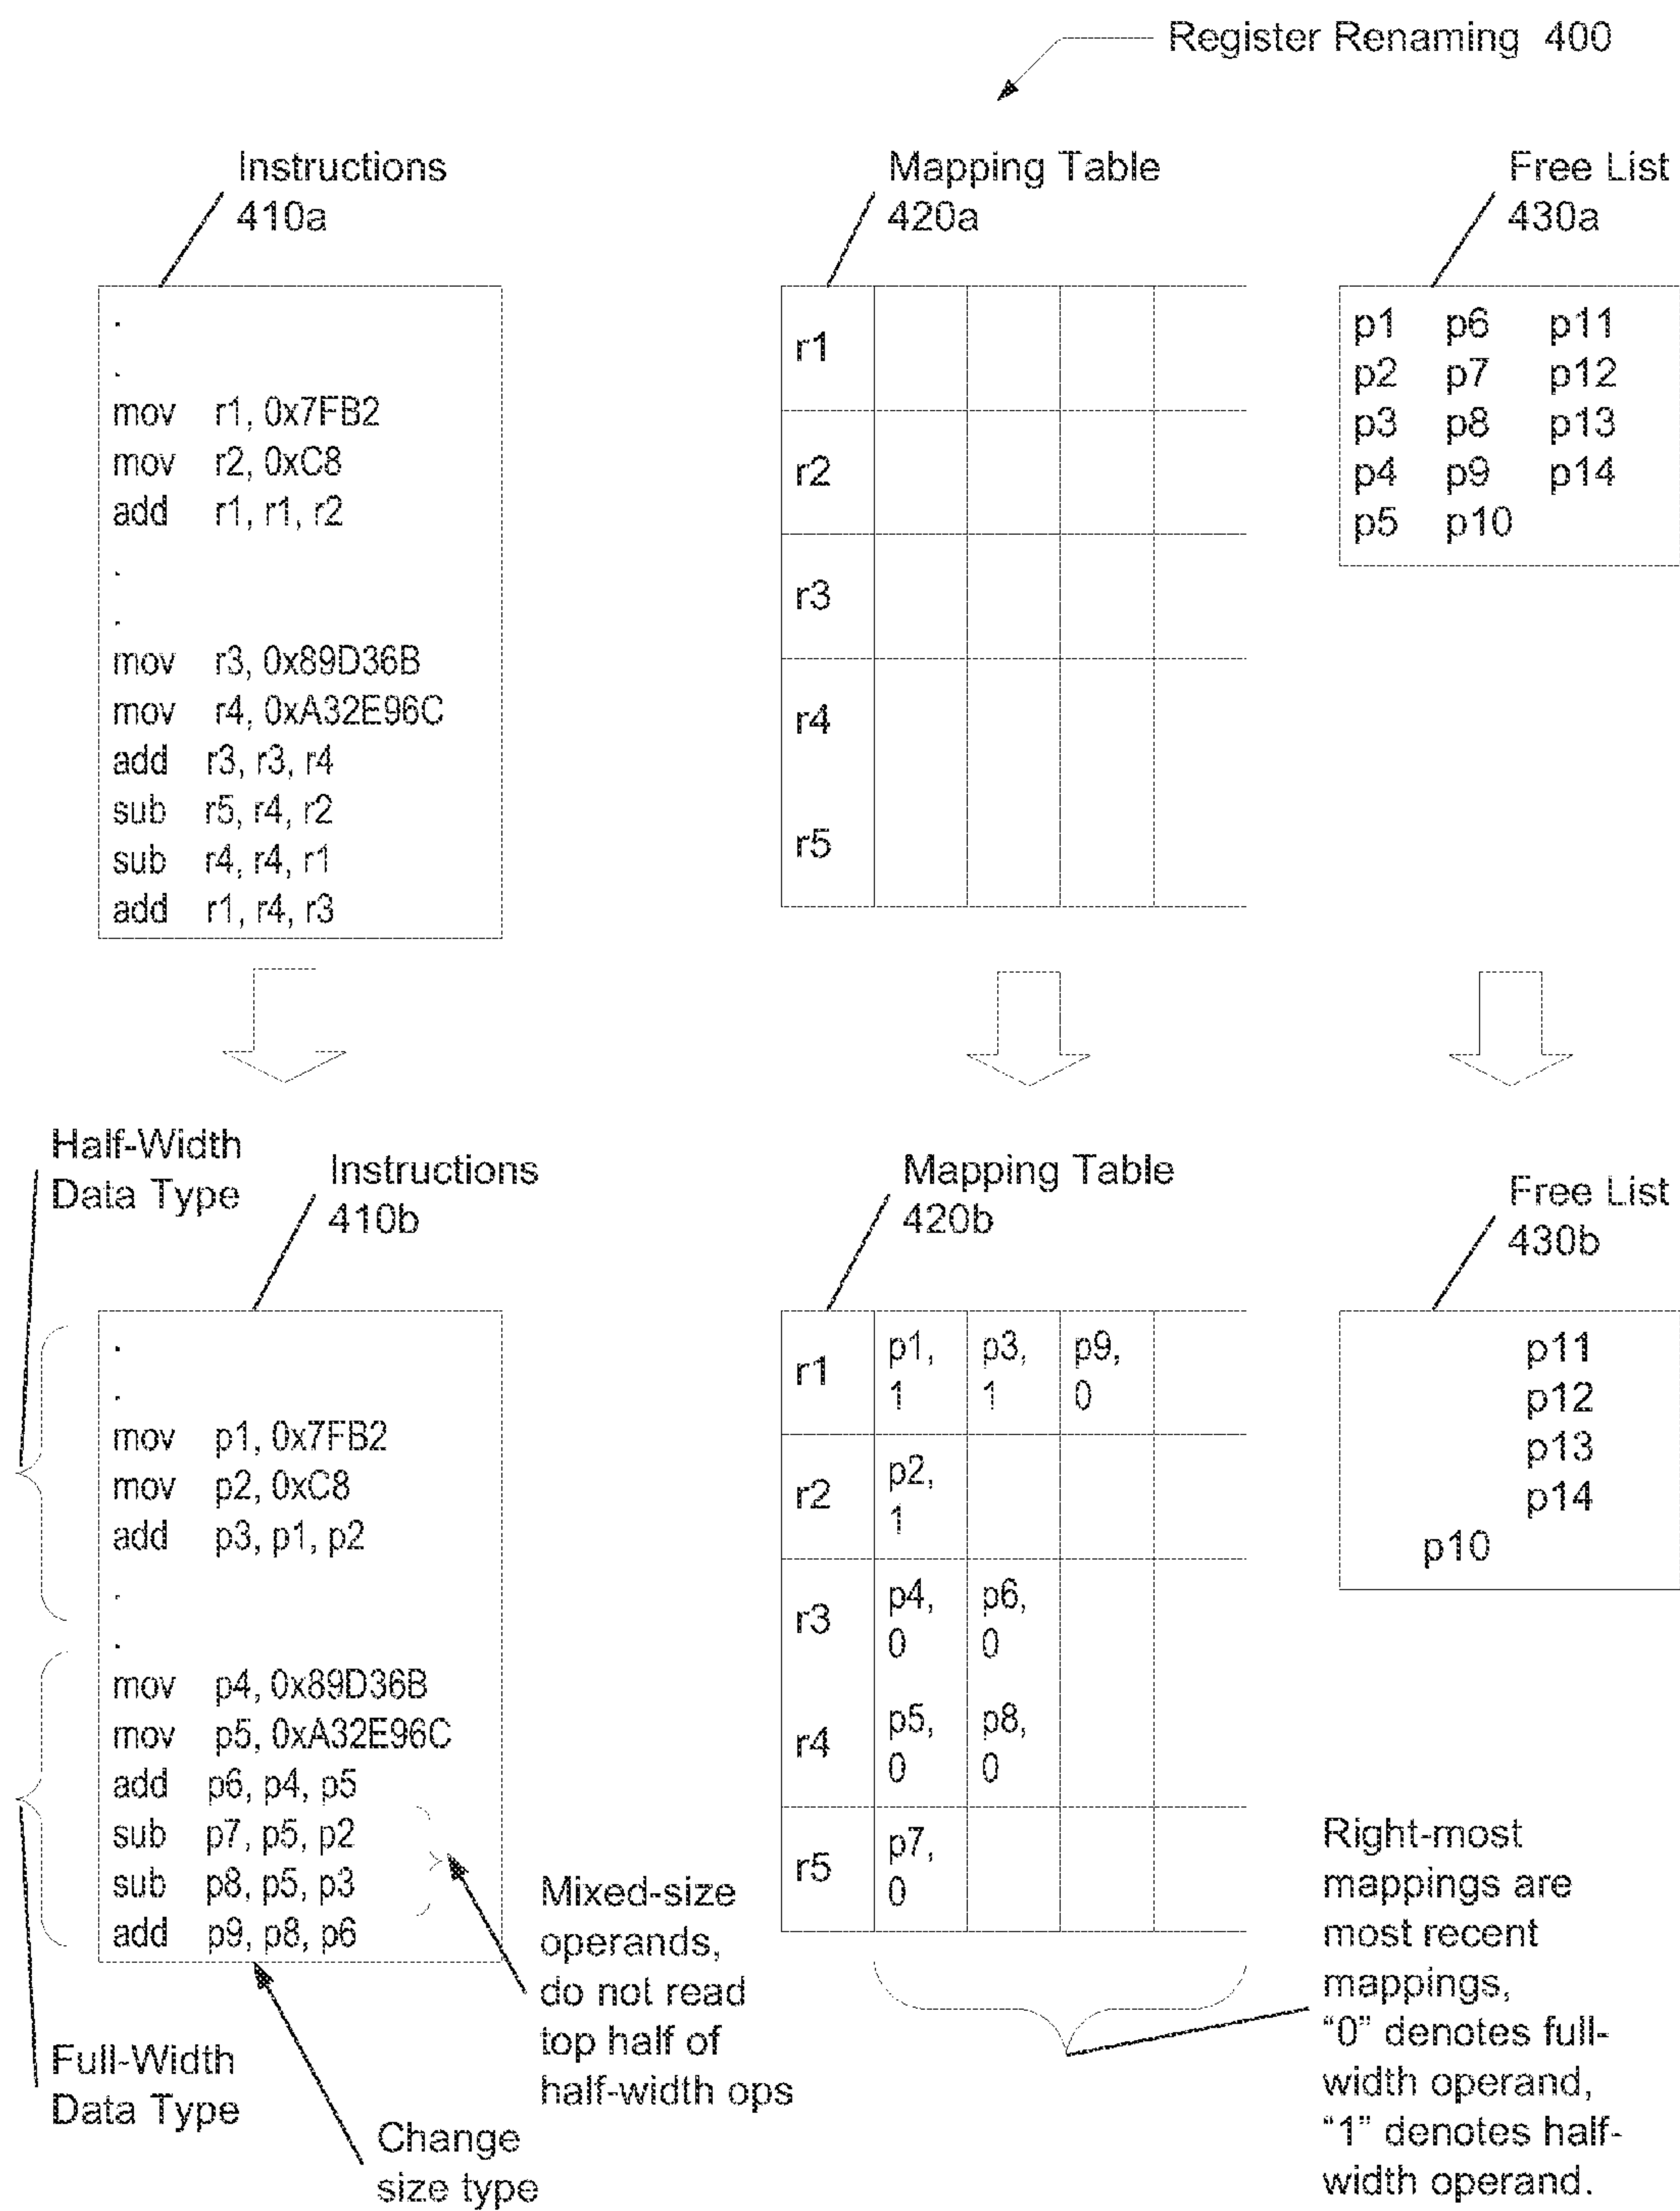 Register Renaming 400
Instructions
410a
Mapping Table
420a
Free List
430a
.
.
mov r1, 0x7FB2
mov r2, 0xC8
add r1, r1, r2
.
.
mov r3, 0x89D36B
mov r4, 0xA32E96C
add r3, r3, r4
sub r5, r4, r2
sub r4, r4, r1
add r1, r4, r3
r1
r2
r3
r4
r5
p1 p6 p11
p2 p7 p12
p3 p8 p13
p4 p9 p14
p5 p10
Half-Width
Data Type
Instructions
410b
Mapping Table
420b
Free List
430b
.
.
mov p1, 0x7FB2
mov p2, 0xC8
add p3, p1, p2
.
.
mov p4, 0x89D36B
mov p5, 0xA32E96C
add p6, p4, p5
sub p7, p5, p2
sub p8, p5, p3
add p9, p8, p6
r1 p1, p3, p9,
1 1 0
r2 p2,
1
r3 p4, p6,
0 0
r4 p5, p8,
0 0
r5 p7,
0
p11
p12
p13
p14
p10
Mixed-size
operands,
do not read
top half of
half-width ops
Right-most
mappings are
most recent
mappings,
“0” denotes full-
width operand,
“1” denotes half-
width operand.
Full-Width
Data Type
Change
size type